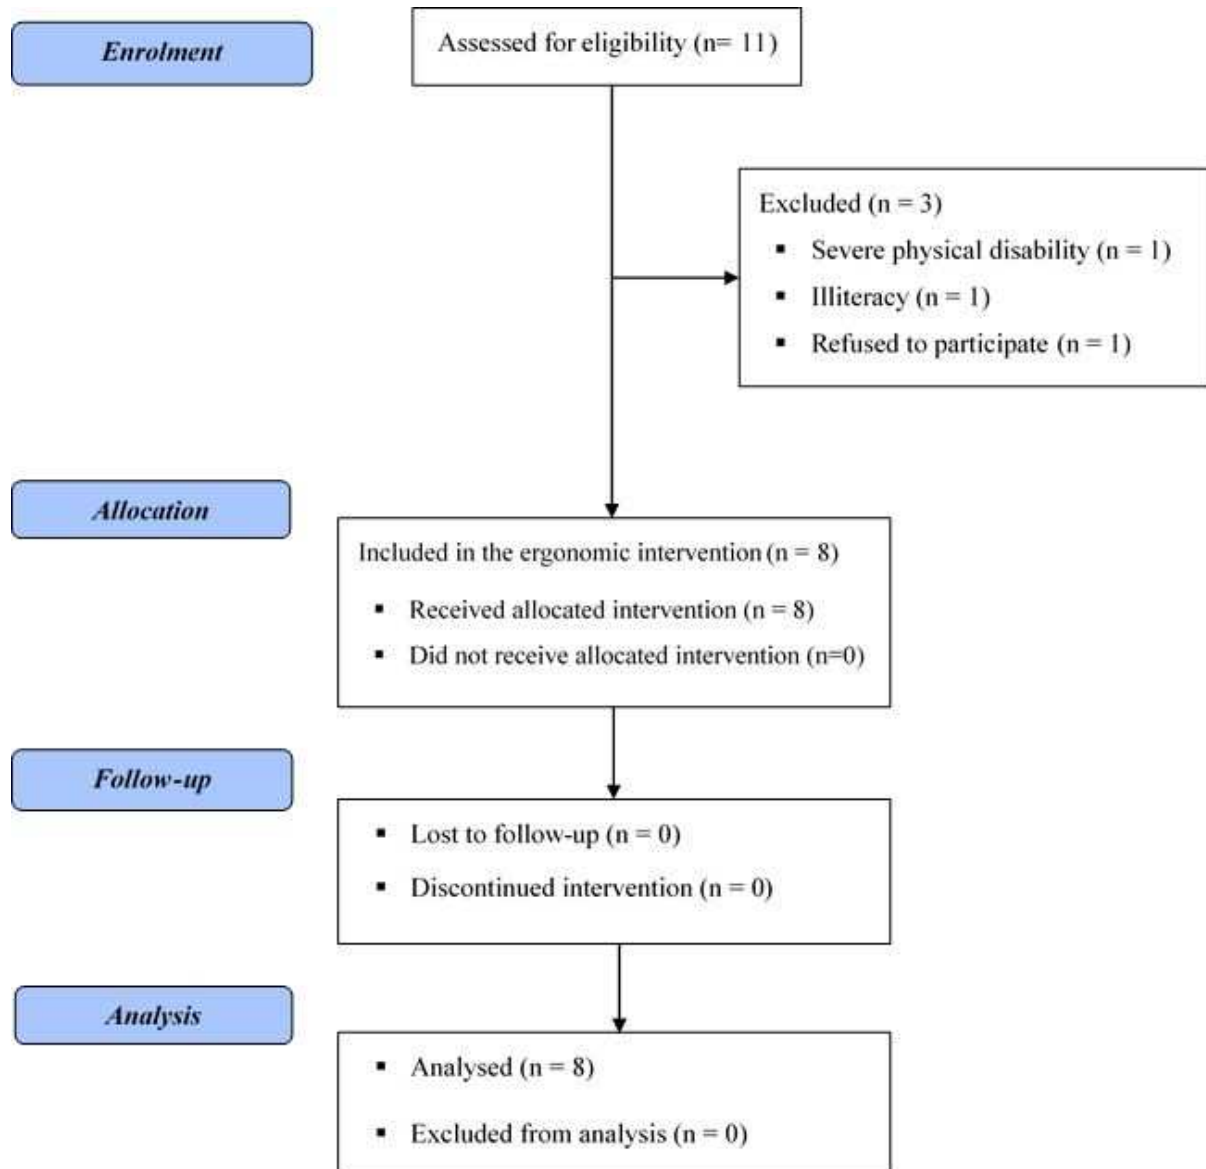 Enrolment
Assessed for eligibility (n= 11)
Excluded (n = 3)
▪ Severe physical disability (n = 1)
▪ Illiteracy (n = 1)
▪ Refused to participate (n = 1)
Allocation
Included in the ergonomic intervention (n = 8)
▪ Received allocated intervention (n = 8)
▪ Did not receive allocated intervention (n=0)
Follow-up
▪ Lost to follow-up (n = 0)
▪ Discontinued intervention (n = 0)
Analysis
▪ Analysed (n = 8)
▪ Excluded from analysis (n = 0)